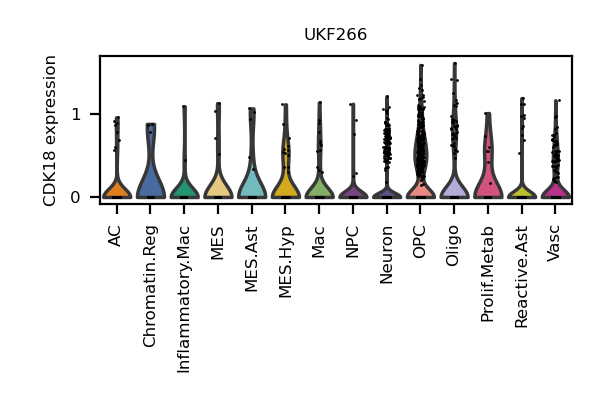 UKF266
CDK18 expression
1
0
AC
Chromatin.Reg
Inflammatory.Mac
MES
MES.Ast
MES.Hyp
Mac
NPC
Neuron
OPC
Oligo
Prolif.Metab
Reactive.Ast
Vasc